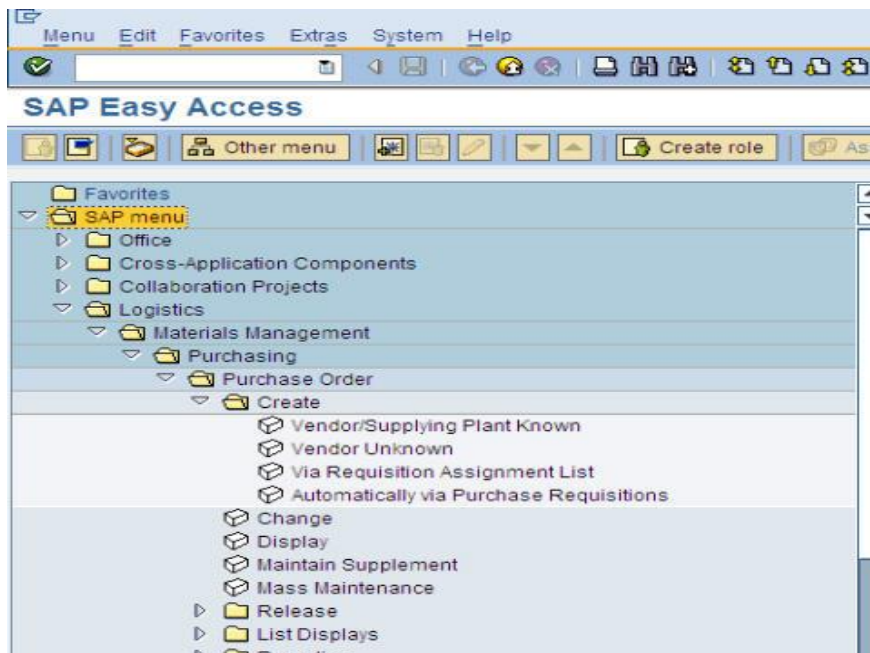 Menu Edit Favorites Extras System Help
SAP Easy Access
Other menu Create role As
Favorites
SAP menu
Office
Cross-Application Components
Collaboration Projects
Logistics
Materials Management
Purchasing
Purchase Order
Create
Vendor/Supplying Plant Known
Vendor Unknown
Via Requisition Assignment List
Automatically via Purchase Requisitions
Change
Display
Maintain Supplement
Mass Maintenance
Release
List Displays